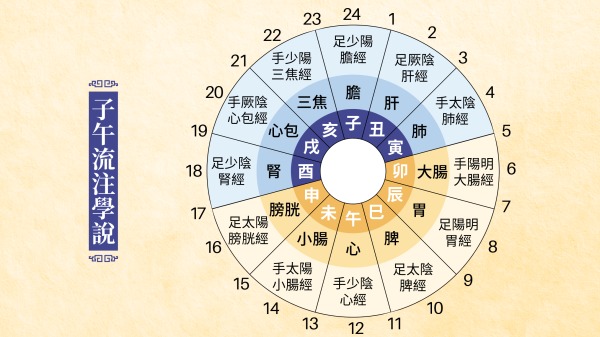 子午流注學說
24
1
2
3
4
5
6
7
8
9
10
11
12
13
14
15
16
17
18
19
20
21
22
23
足少陽
膽經
足厥陰
肝經
手太陰
肺經
手陽明
大腸經
足陽明
胃經
足太陰
脾經
手少陰
心經
手太陽
小腸經
足太陽
膀胱經
足少陰
腎經
手厥陰
心包經
手少陽
三焦經
膽
肝
肺
大腸
胃
脾
心
小腸
膀胱
腎
心包
三焦
子
丑
寅
卯
辰
巳
午
未
申
酉
戌
亥